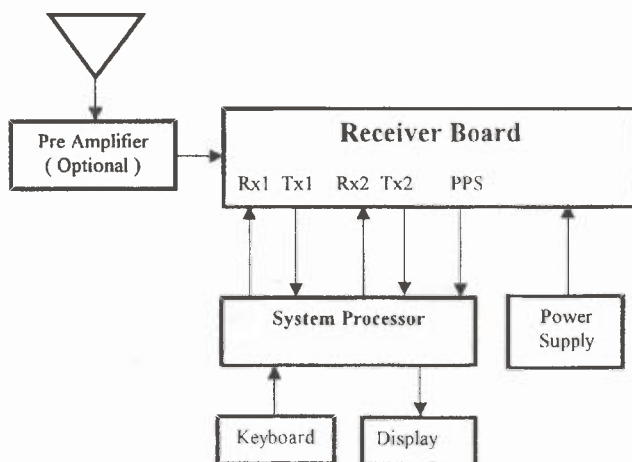 Pre Amplifier
( Optional )
Receiver Board
Rx1 Tx1 Rx2 Tx2 PPS
System Processor
Power
Supply
Keyboard
Display